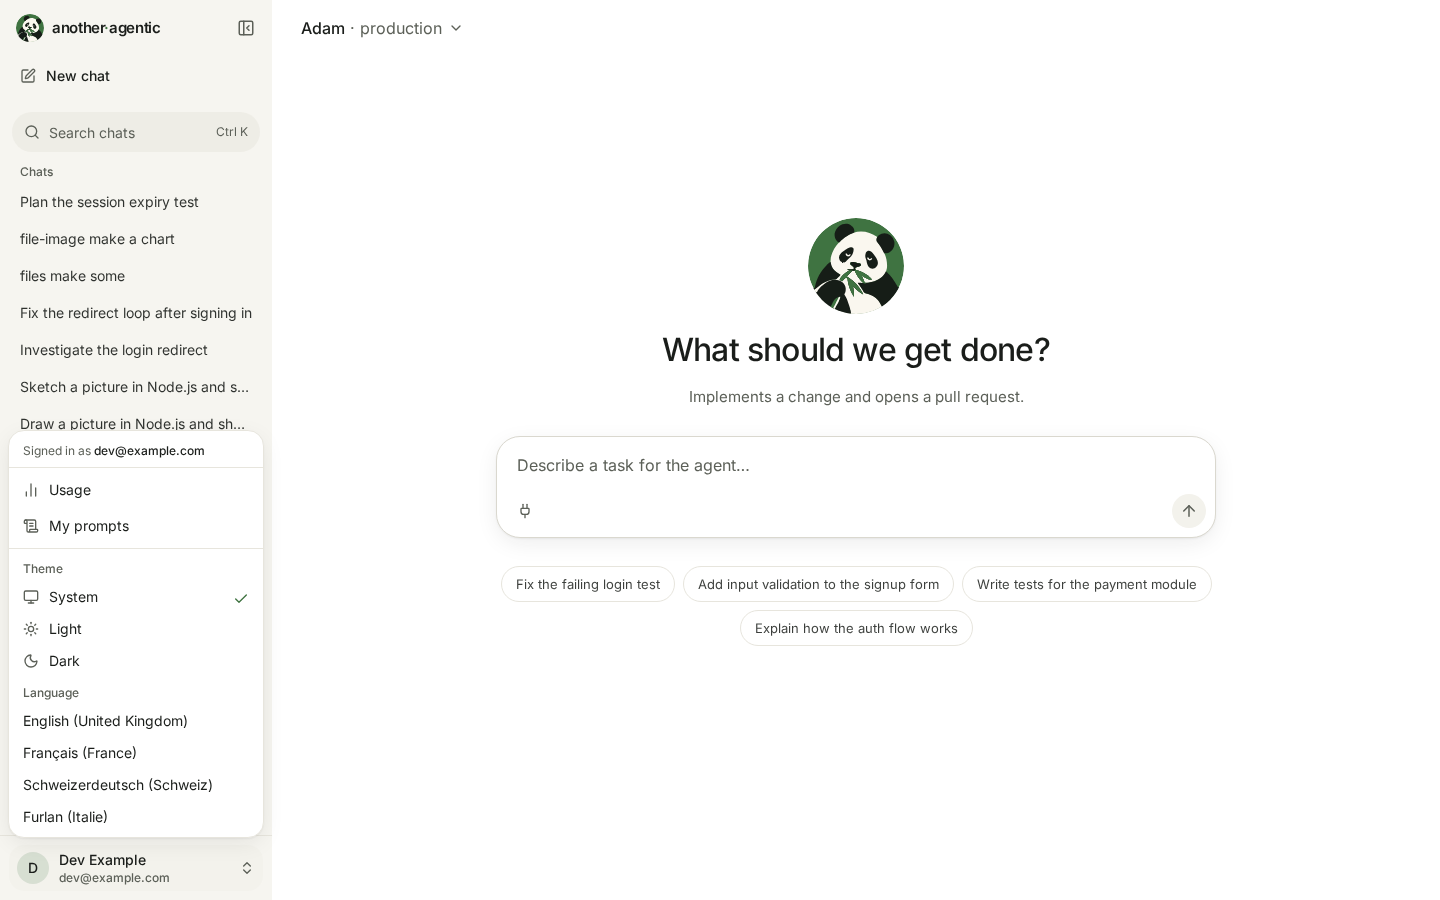 another·agentic
New chat
Search chats Ctrl K
Chats
Plan the session expiry test
file-image make a chart
files make some
Fix the redirect loop after signing in
Investigate the login redirect
Sketch a picture in Node.js and s...
Draw a picture in Node.js and sh...
Signed in as dev@example.com
Usage
My prompts
Theme
System
Light
Dark
Language
English (United Kingdom)
Français (France)
Schweizerdeutsch (Schweiz)
Furlan (Italie)
D
Dev Example
dev@example.com
Adam · production
What should we get done?
Implements a change and opens a pull request.
Describe a task for the agent...
Fix the failing login test
Add input validation to the signup form
Write tests for the payment module
Explain how the auth flow works